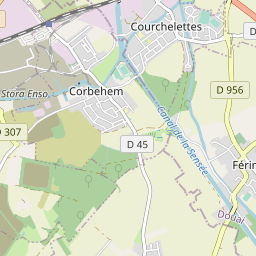 Courchelettes
Stora Enso
Corbehem
D 956
D 307
D 45
Canal de la Sensée
Férin
Douai